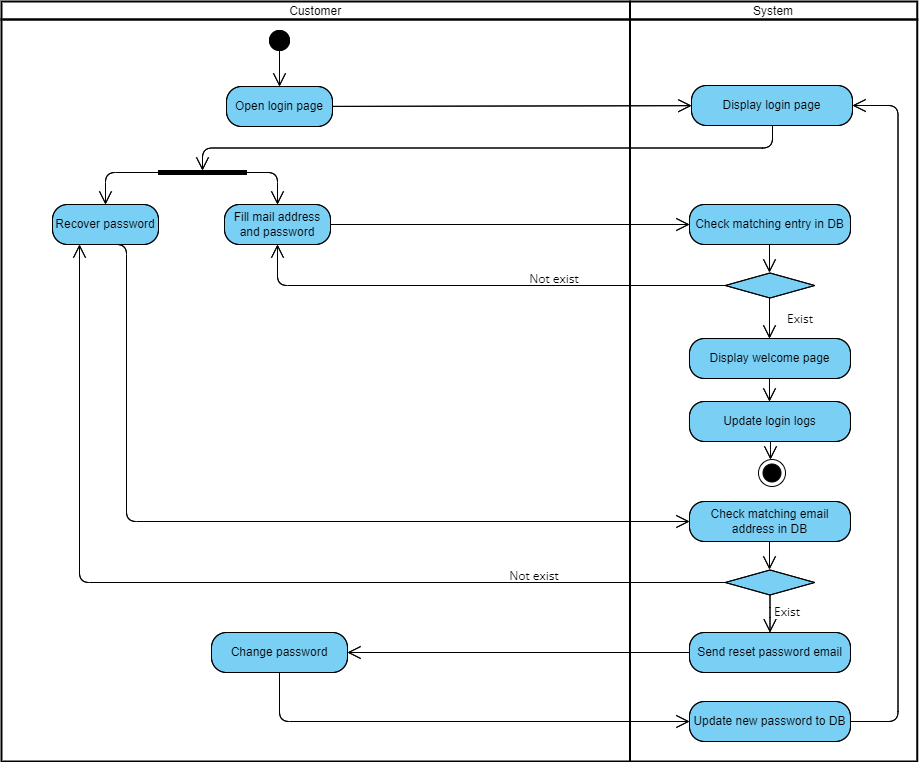 Customer
System
Open login page
Display login page
Recover password
Fill mail address
and password
Check matching entry in DB
Not exist
Exist
Display welcome page
Update login logs
Check matching email
address in DB
Not exist
Exist
Change password
Send reset password email
Update new password to DB